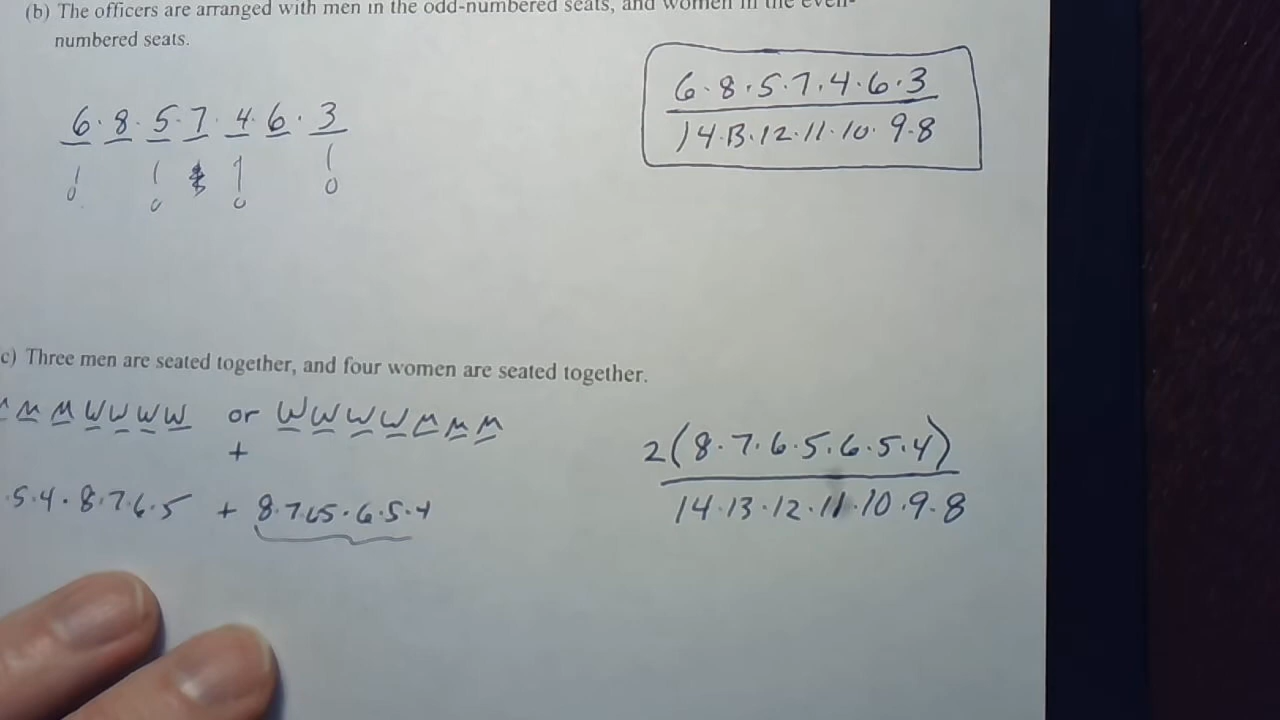 (b) The officers are arranged with men in the odd-numbered seats, and women in the even-
numbered seats.
6·8·5·7·4·6·3
6·8·5·7·4·6·3
14·13·12·11·10·9·8
c) Three men are seated together, and four women are seated together.
M M W W W W or W W W W M M M
+
·5·4·8·7·6·5 + 8·7·6·5·6·5·4
2(8·7·6·5·6·5·4)
14·13·12·11·10·9·8